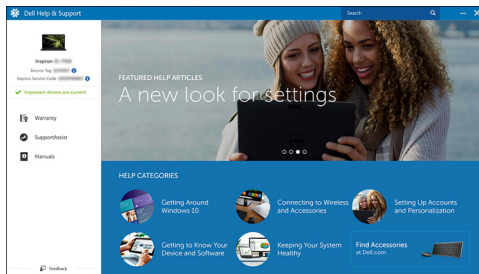 Dell Help & Support
Search
Inspiron
Service Tag
Express Service Code
Important drivers are current
Warranty
SupportAssist
Manuals
Feedback
FEATURED HELP ARTICLES
A new look for settings
HELP CATEGORIES
Getting Around
Windows 10
Connecting to Wireless
and Accessories
Setting Up Accounts
and Personalization
Getting to Know Your
Device and Software
Keeping Your System
Healthy
Find Accessories
at Dell.com